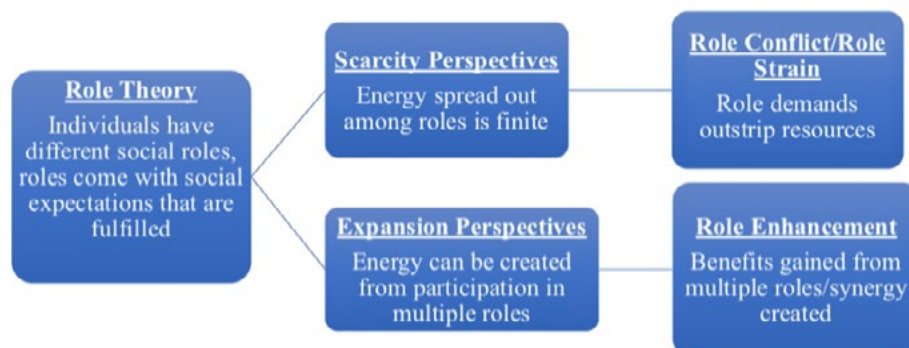 Role Theory
Individuals have
different social roles,
roles come with social
expectations that are
fulfilled
Scarcity Perspectives
Energy spread out
among roles is finite
Role Conflict/Role
Strain
Role demands
outstrip resources
Expansion Perspectives
Energy can be created
from participation in
multiple roles
Role Enhancement
Benefits gained from
multiple roles/synergy
created